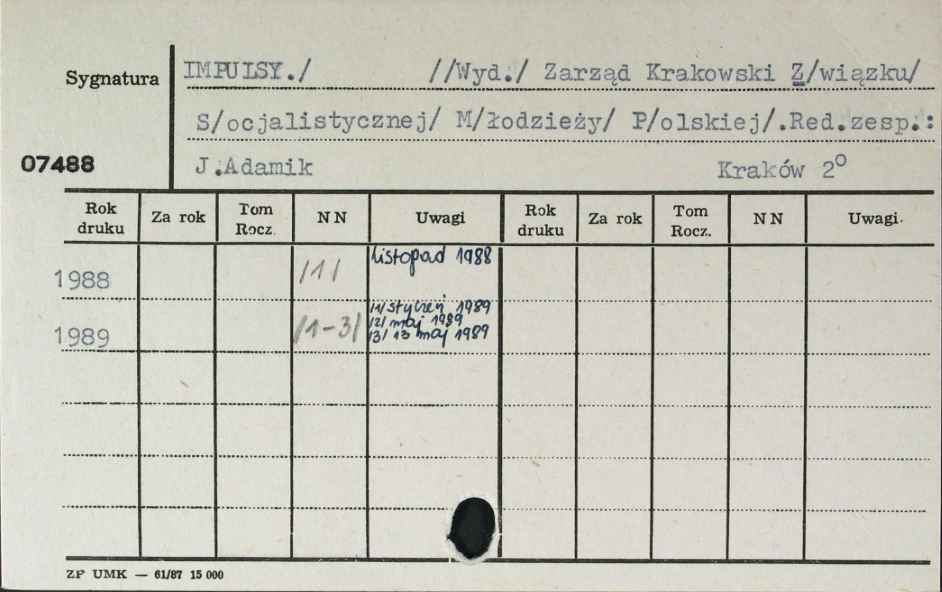 Sygnatura IMPULSY./ //Wyd./ Zarząd Krakowski Z/wiązku/
S/ocjalistycznej/ M/łodzieży/ P/olskiej/.Red.zesp.:
07488 J.Adamik Kraków 2°
Rok druku Za rok Tom Rocz. NN Uwagi Rok druku Za rok Tom Rocz. NN Uwagi.
1988 /1/ listopad 1988
1989 /1-3/ /1/ styczeń 1989
/2/ maj 1989
/3/ 13 maj 1989
ZP UMK — 61/87 15 000